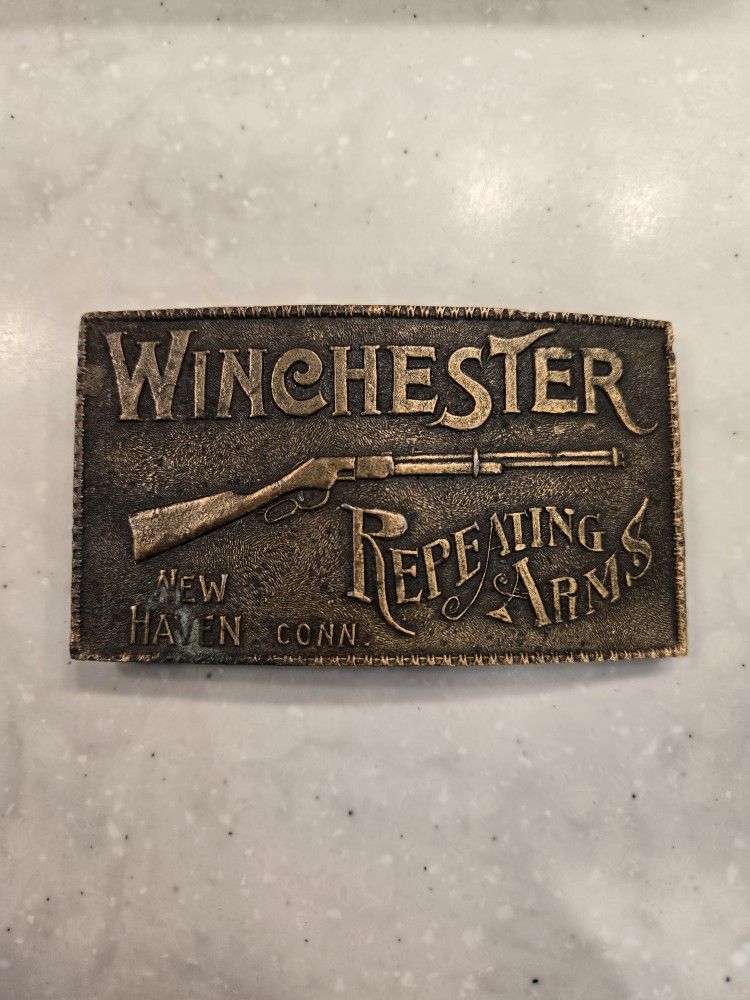 WINCHESTER
REPEATING
ARMS
NEW
HAVEN CONN.